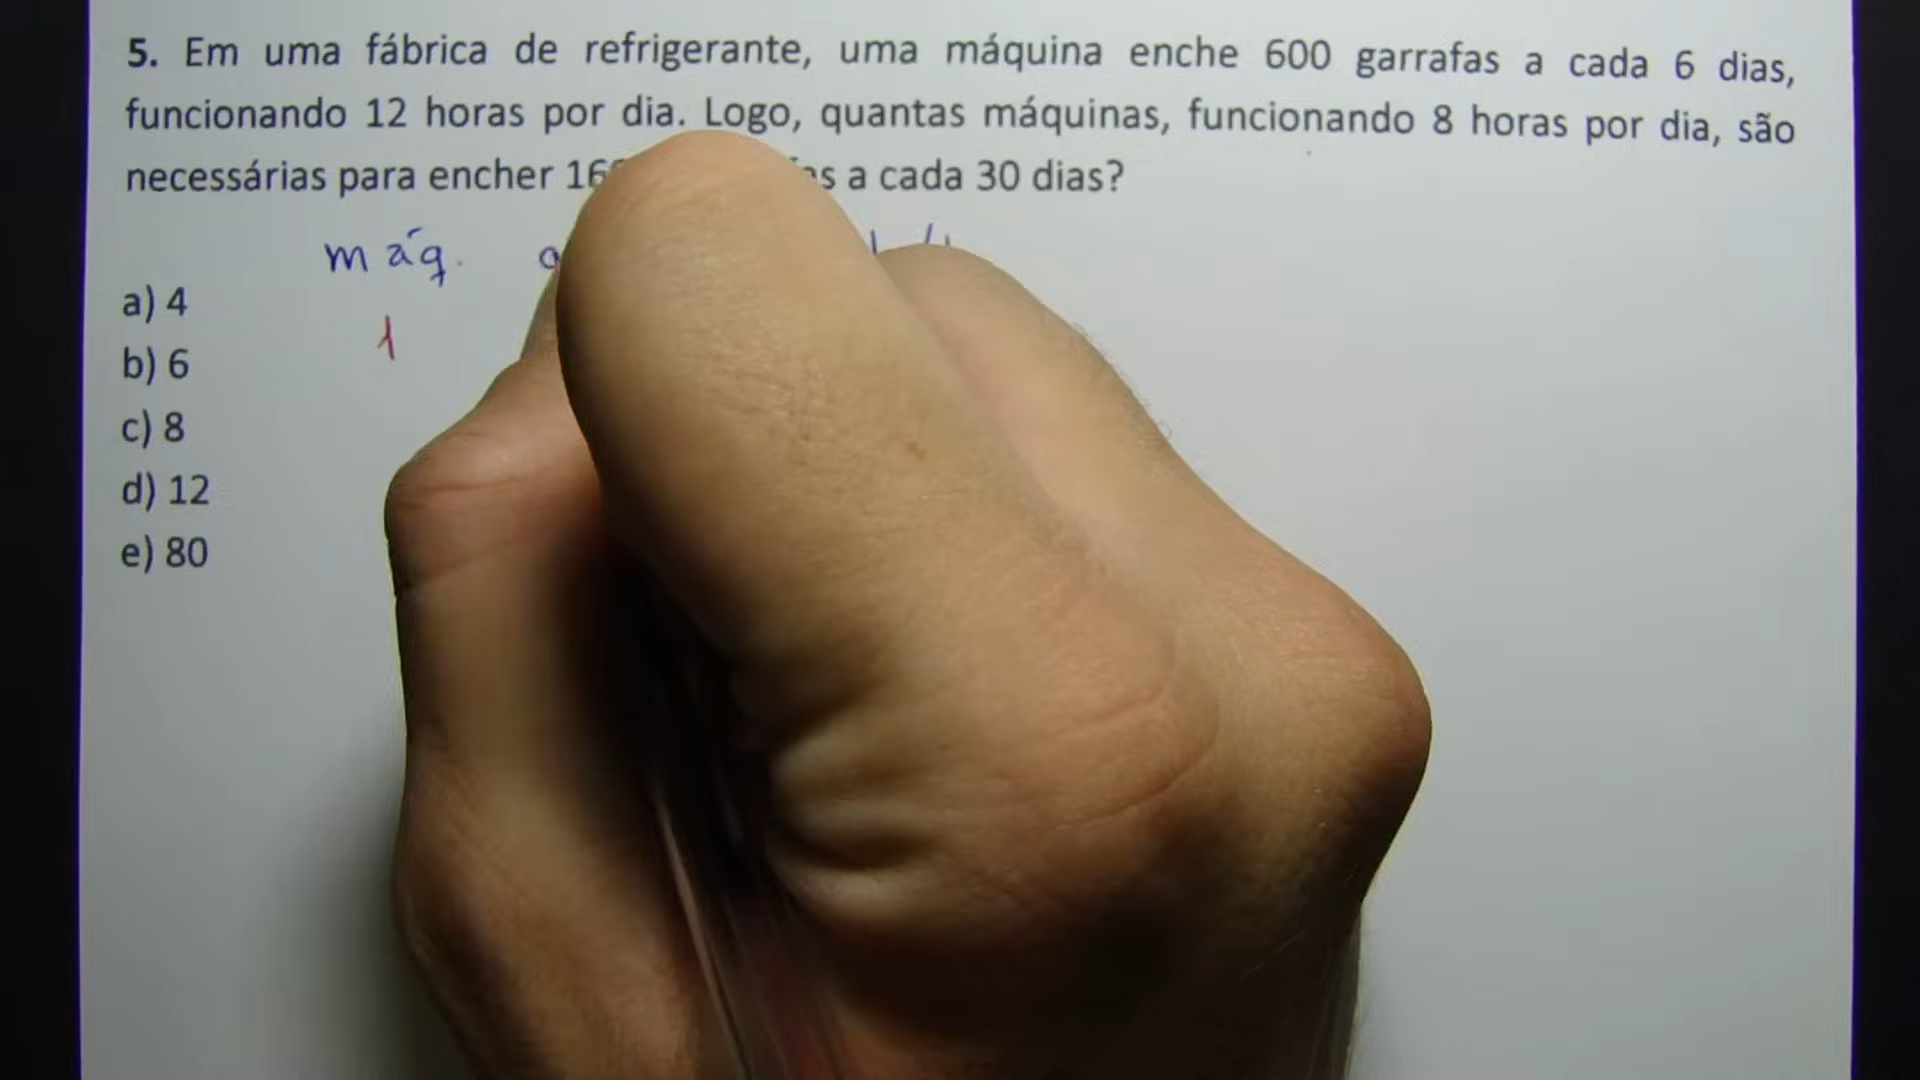 5. Em uma fábrica de refrigerante, uma máquina enche 600 garrafas a cada 6 dias,
funcionando 12 horas por dia. Logo, quantas máquinas, funcionando 8 horas por dia, são
necessárias para encher a cada 30 dias?
máq.
a) 4
1
b) 6
c) 8
d) 12
e) 80